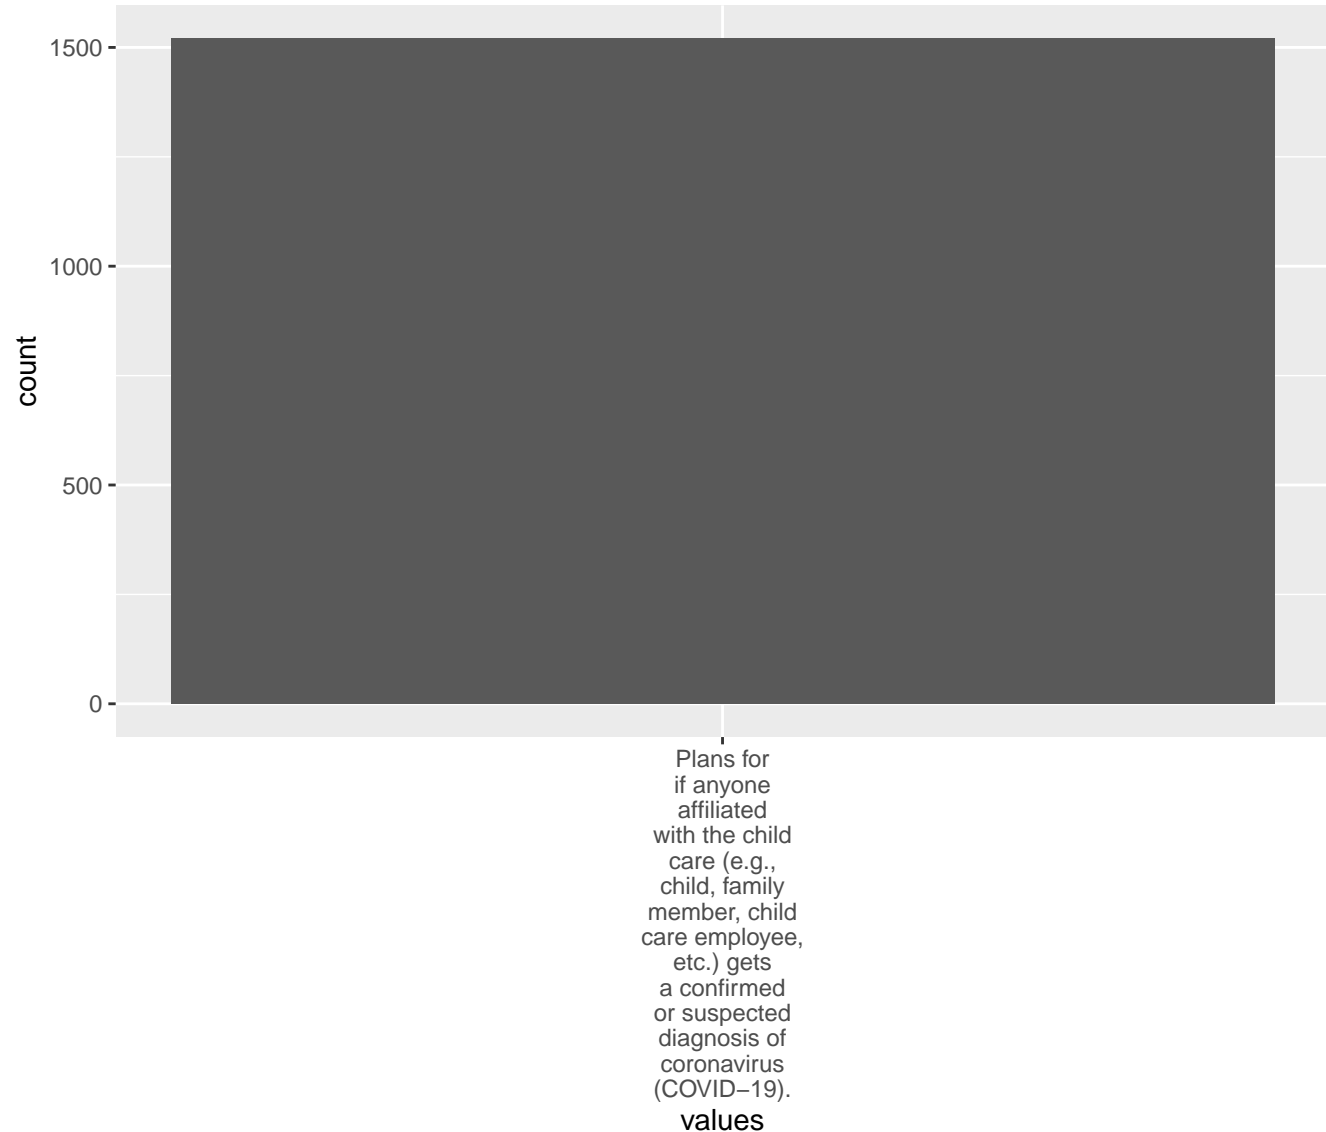 1500
1000
500
0
count
Plans for
if anyone
affiliated
with the child
care (e.g.,
child, family
member, child
care employee,
etc.) gets
a confirmed
or suspected
diagnosis of
coronavirus
(COVID−19).
values